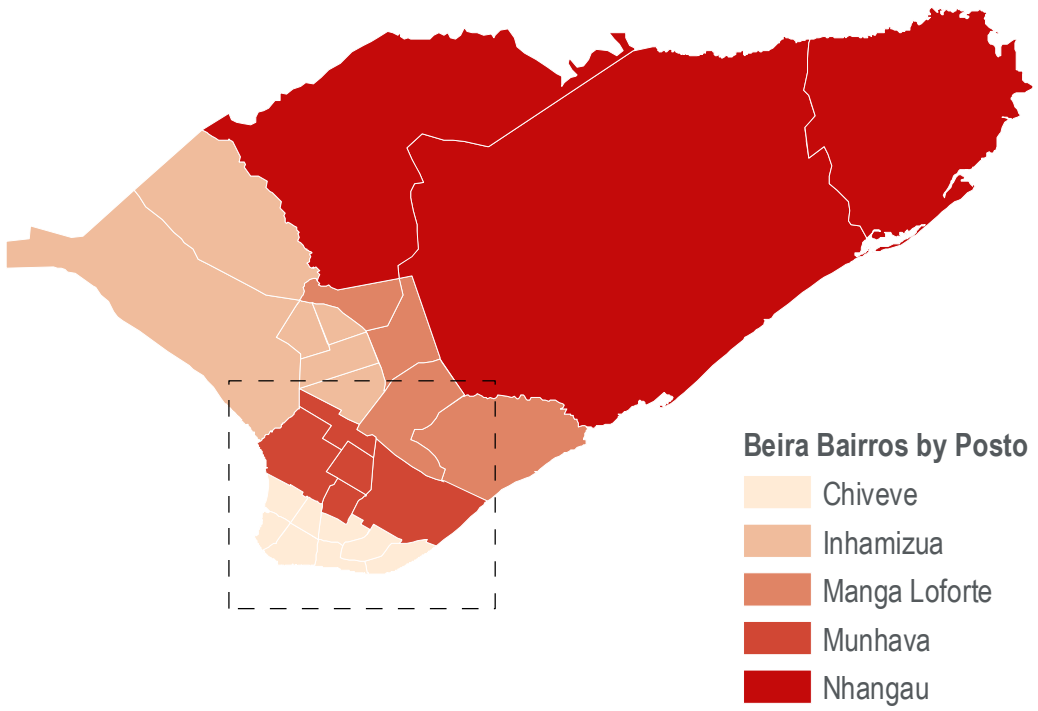 Beira Bairros by Posto
Chiveve
Inhamizua
Manga Loforte
Munhava
Nhangau